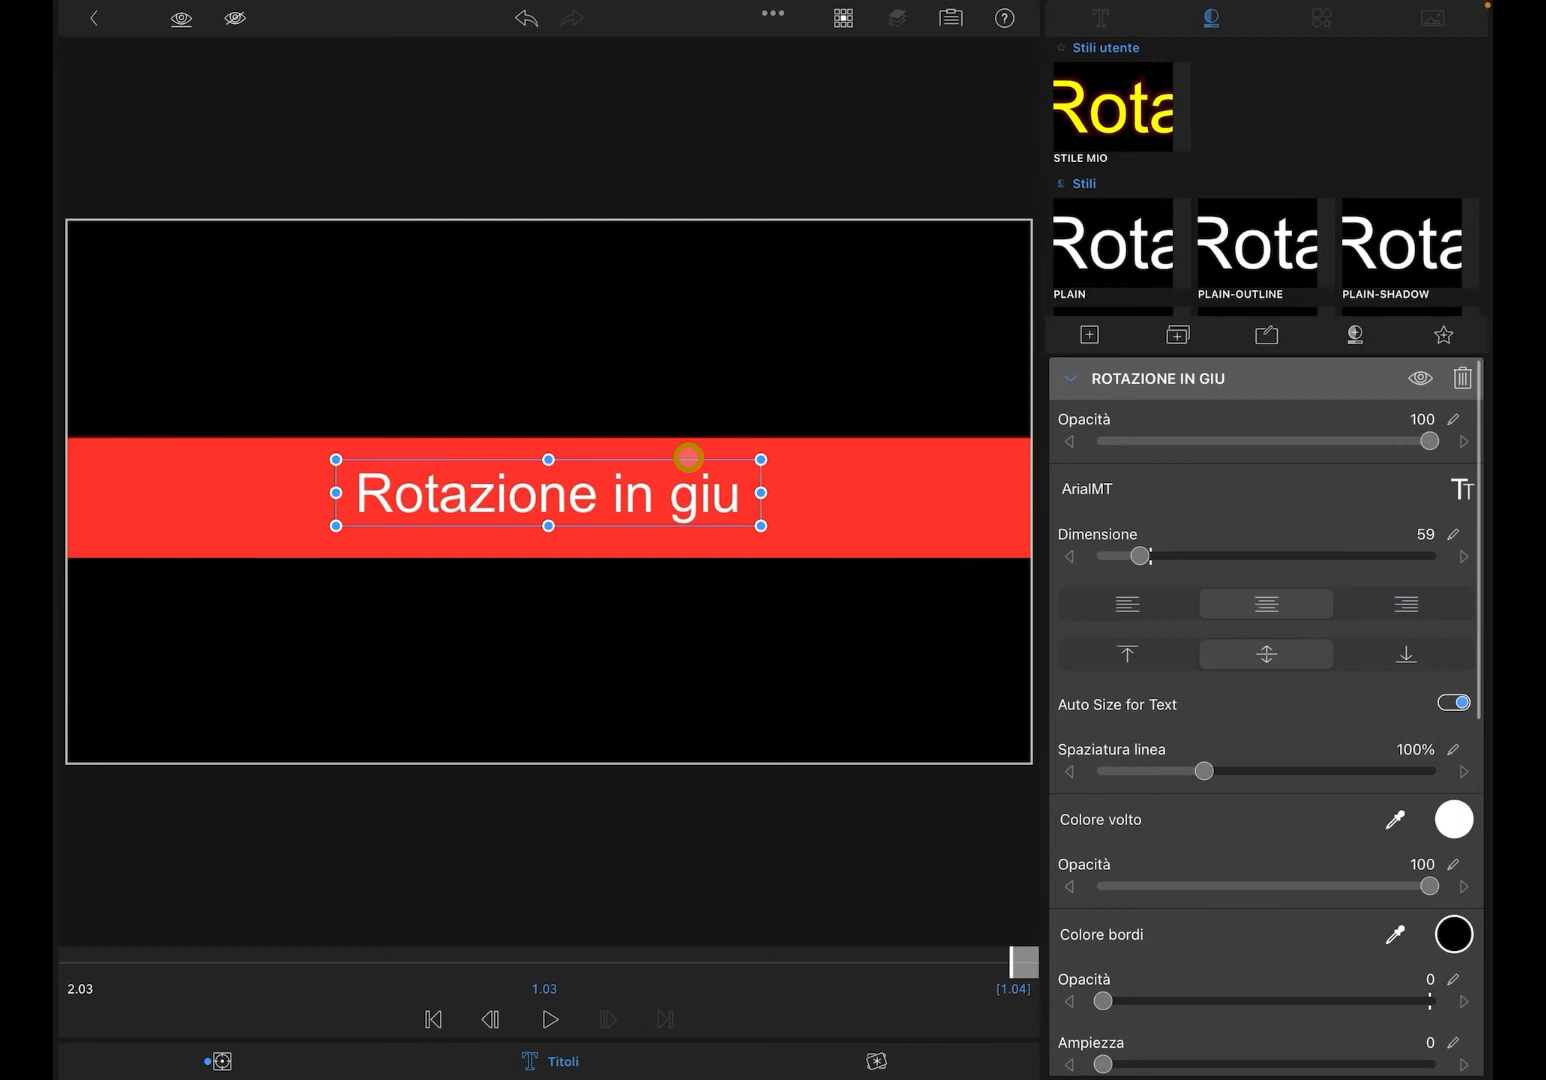 Stili utente
Rota
STILE MIO
Stili
Rota
Rota
Rota
PLAIN
PLAIN-OUTLINE
PLAIN-SHADOW
ROTAZIONE IN GIU
Opacità
100
ArialMT
Dimensione
59
Auto Size for Text
Spaziatura linea
100%
Colore volto
Opacità
100
Colore bordi
Opacità
0
Ampiezza
0
Rotazione in giu
2.03
1.03
[1.04]
Titoli